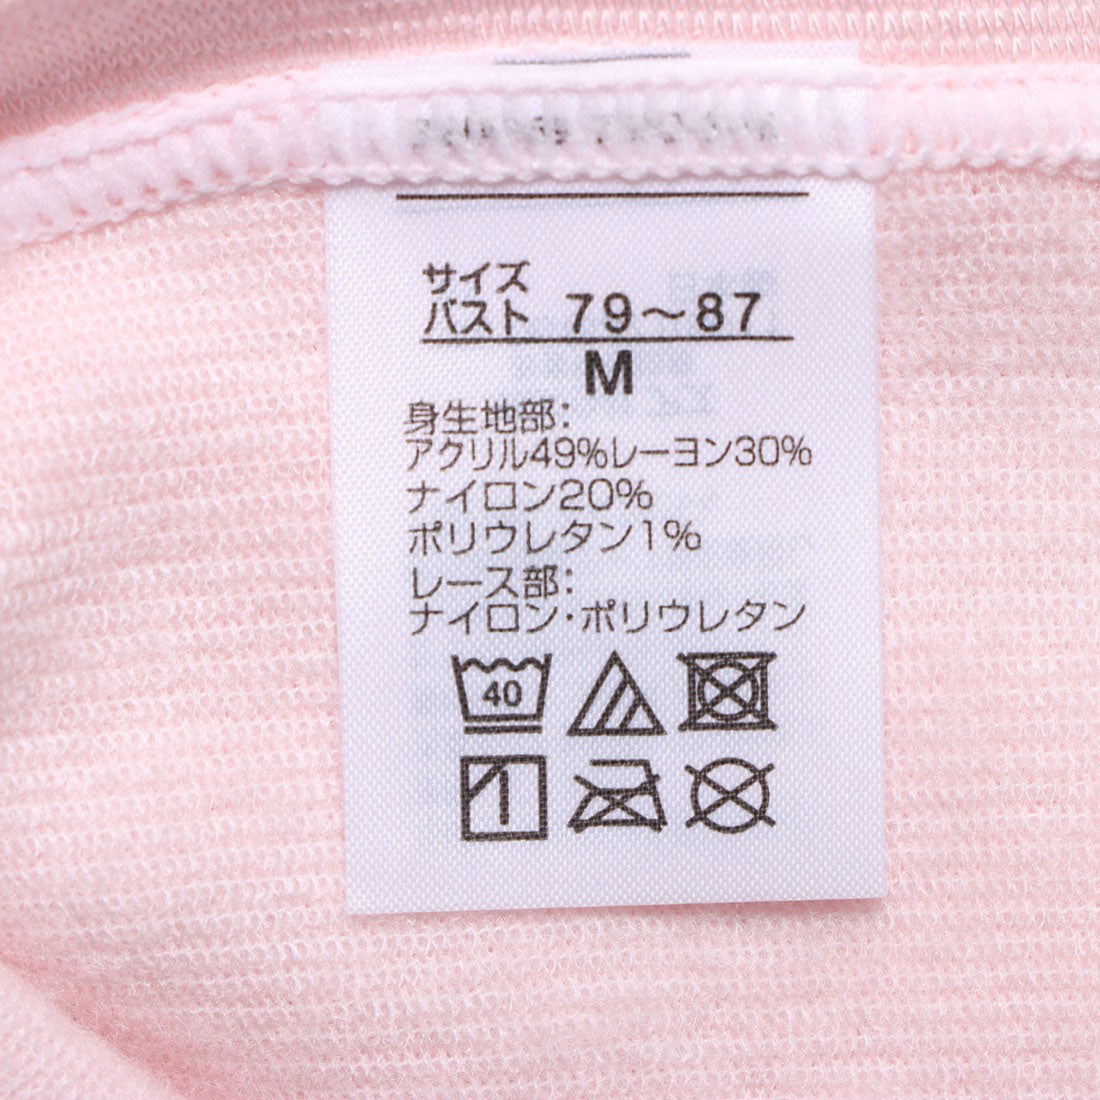 サイズ
バスト 79～87
M
身生地部:
アクリル49%レーヨン30%
ナイロン20%
ポリウレタン1%
レース部:
ナイロン・ポリウレタン
40